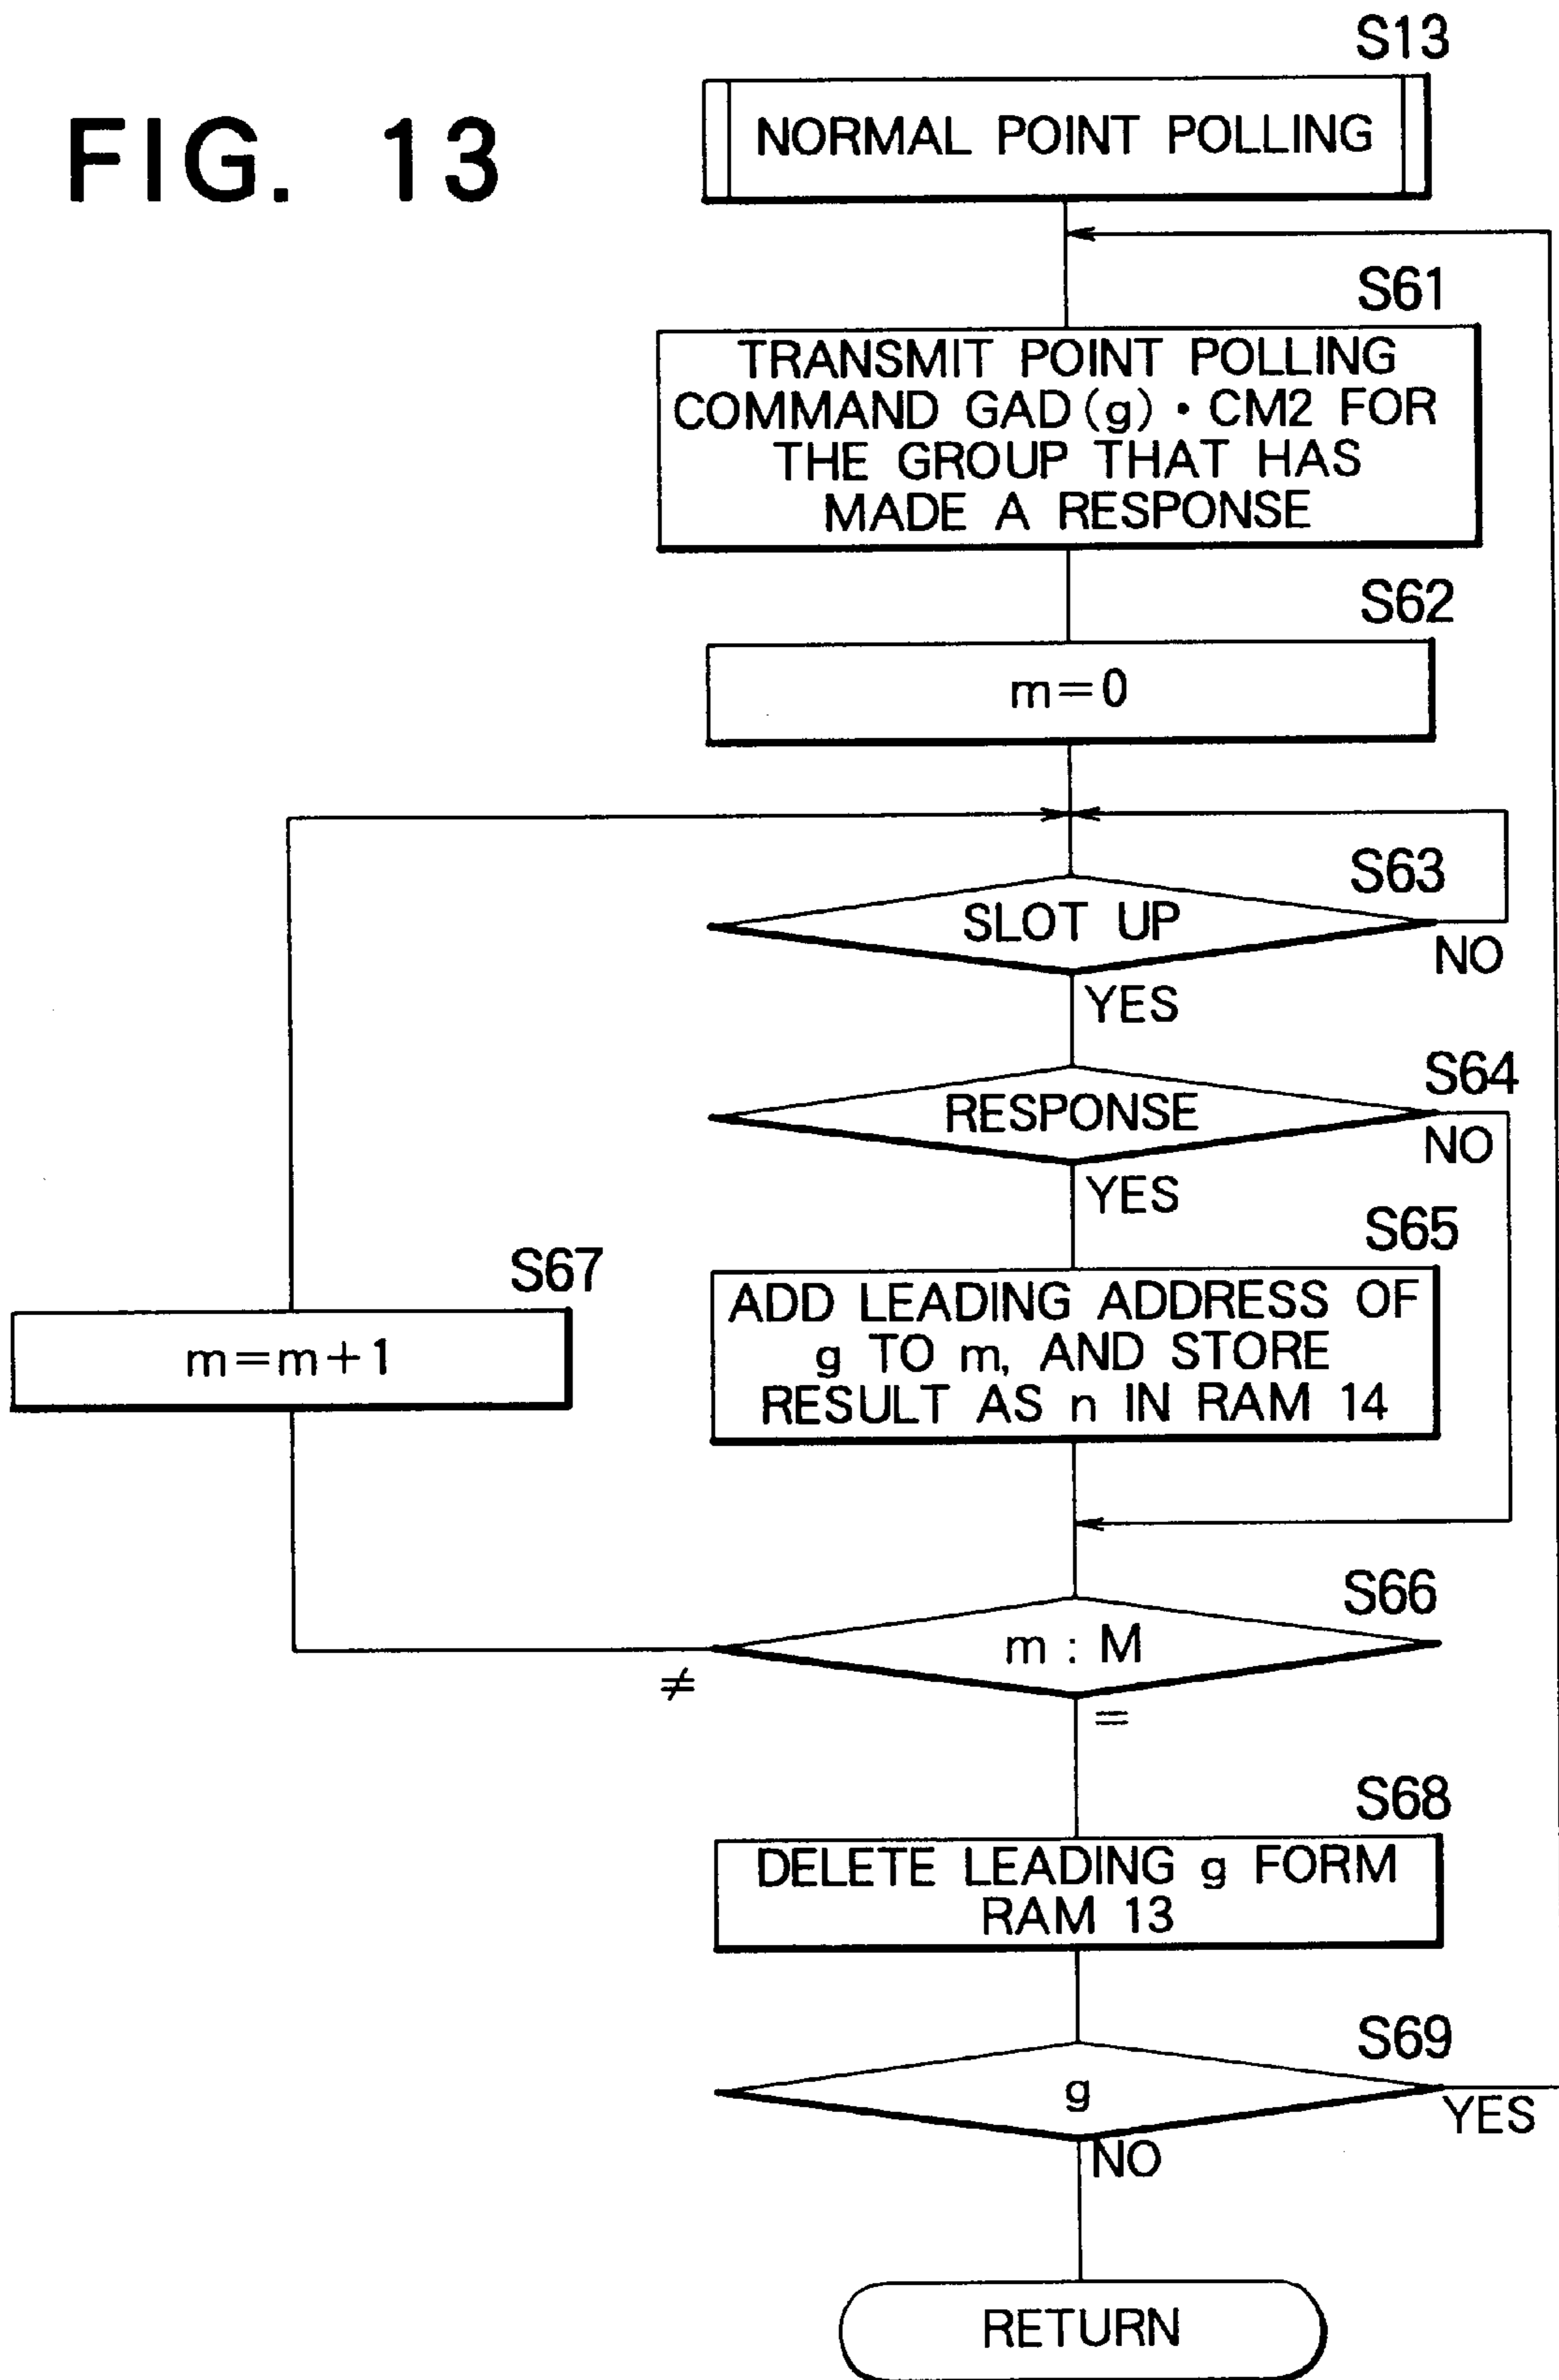 FIG. 13
S13
NORMAL POINT POLLING
S61
TRANSMIT POINT POLLING
COMMAND GAD(g)・CM2 FOR
THE GROUP THAT HAS
MADE A RESPONSE
S62
m=0
S63
SLOT UP
NO
YES
S64
RESPONSE
NO
YES
S65
ADD LEADING ADDRESS OF
g TO m, AND STORE
RESULT AS n IN RAM 14
S67
m=m+1
S66
m : M
≠
=
S68
DELETE LEADING g FORM
RAM 13
S69
g
YES
NO
RETURN